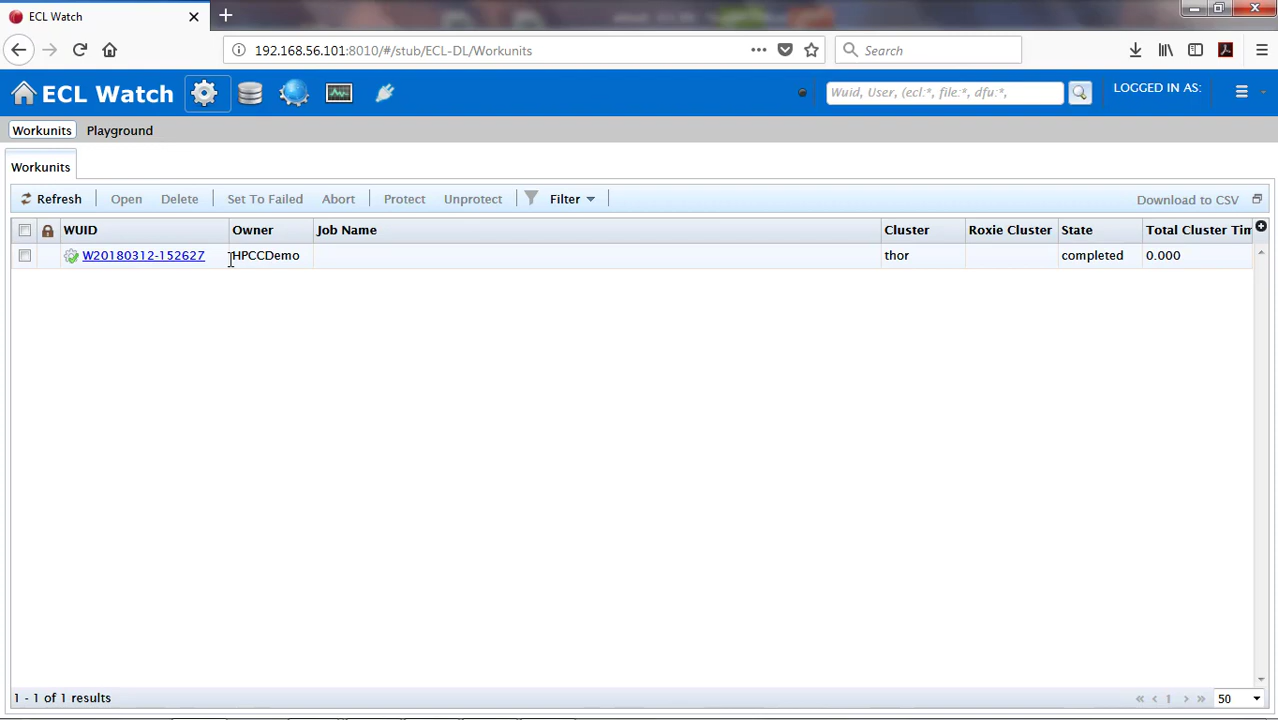 ECL Watch
192.168.56.101:8010/#/stub/ECL-DL/Workunits
Search
ECL Watch
Wuid, User, (ecl:*, file:*, dfu:*,
LOGGED IN AS:
Workunits
Playground
Workunits
Refresh
Open
Delete
Set To Failed
Abort
Protect
Unprotect
Filter
Download to CSV
WUID
Owner
Job Name
Cluster
Roxie Cluster
State
Total Cluster Tim
W20180312-152627
HPCCDemo
thor
completed
0.000
1 - 1 of 1 results
1
50